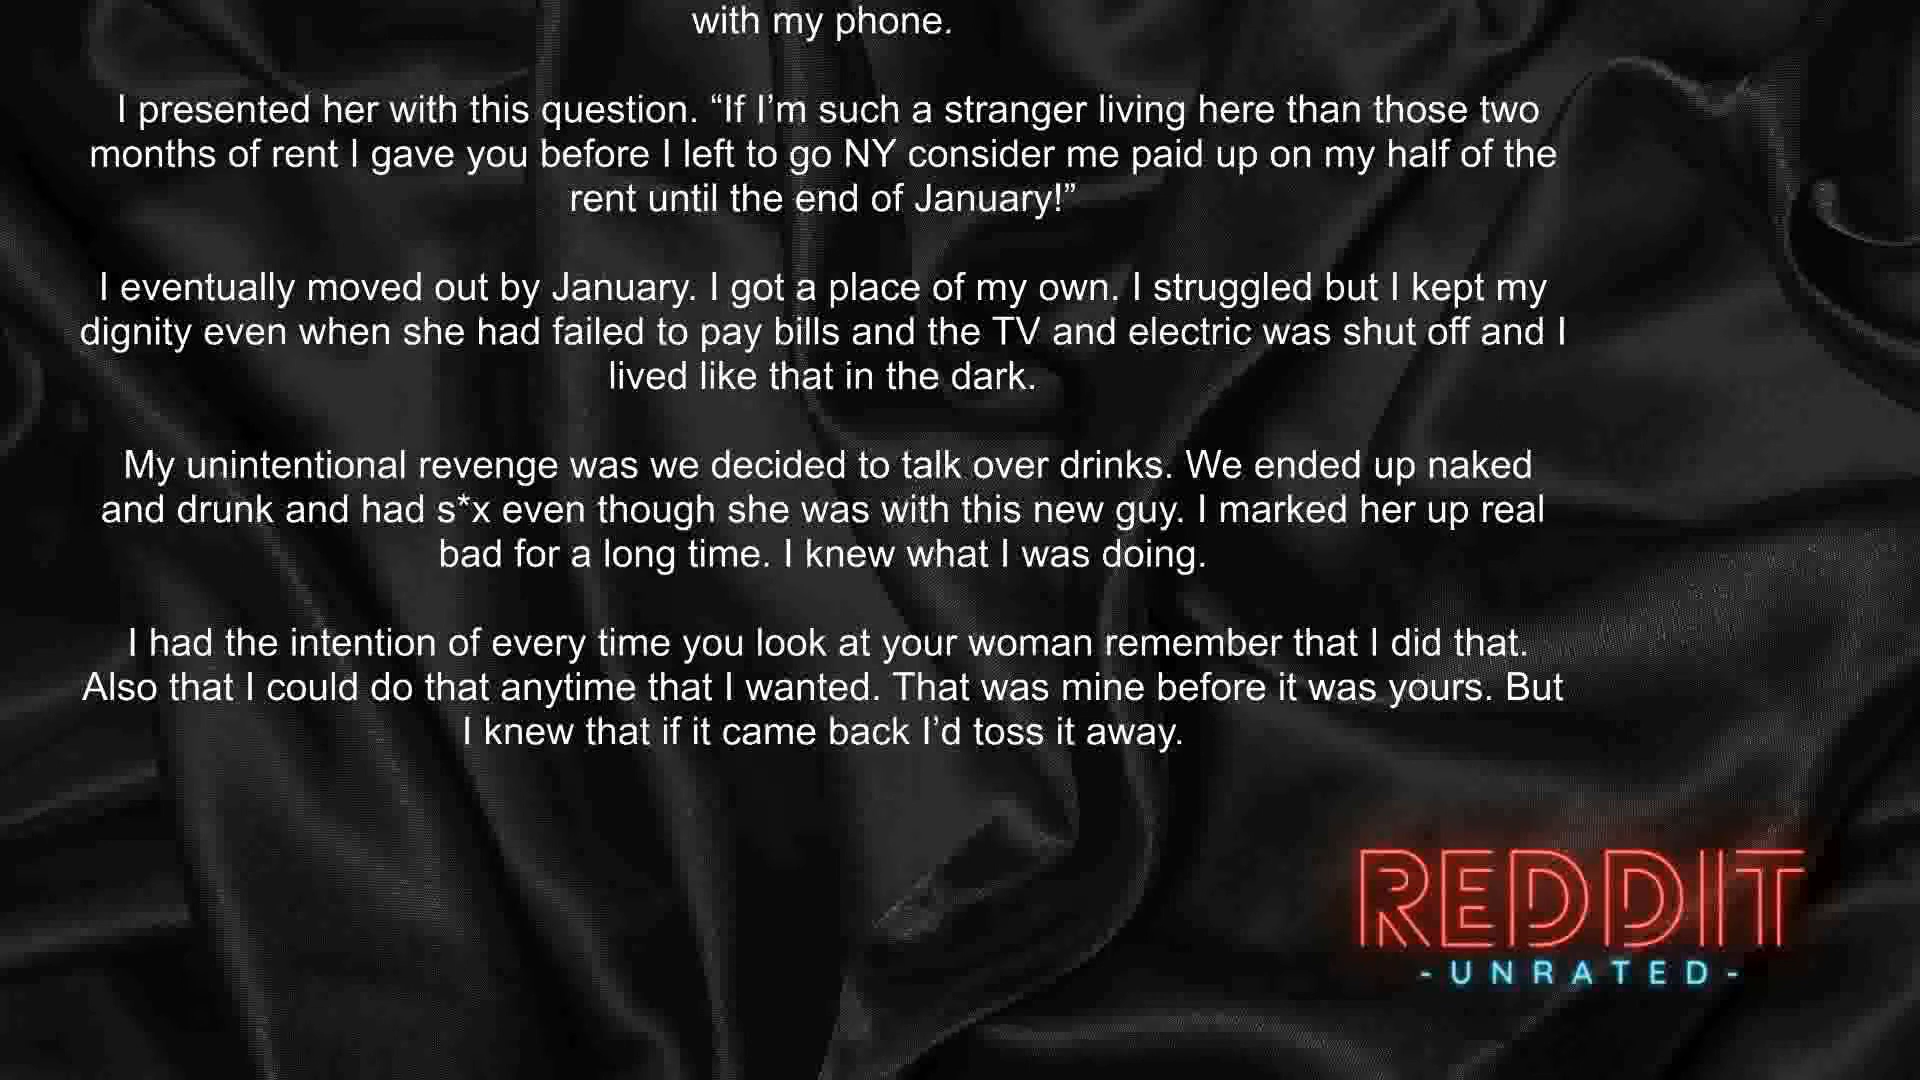 with my phone.
I presented her with this question. “If I’m such a stranger living here than those two
months of rent I gave you before I left to go NY consider me paid up on my half of the
rent until the end of January!”
I eventually moved out by January. I got a place of my own. I struggled but I kept my
dignity even when she had failed to pay bills and the TV and electric was shut off and I
lived like that in the dark.
My unintentional revenge was we decided to talk over drinks. We ended up naked
and drunk and had s*x even though she was with this new guy. I marked her up real
bad for a long time. I knew what I was doing.
I had the intention of every time you look at your woman remember that I did that.
Also that I could do that anytime that I wanted. That was mine before it was yours. But
I knew that if it came back I’d toss it away.
REDDIT
- UNRATED -